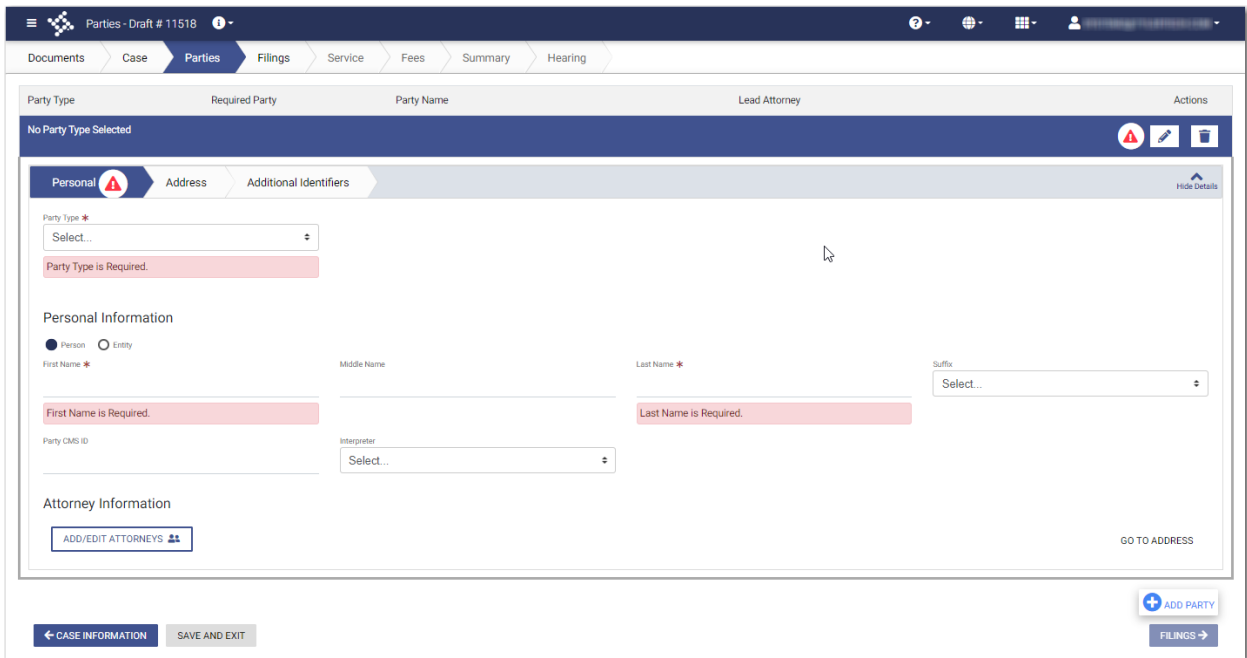 Parties - Draft # 11518
Documents Case Parties Filings Service Fees Summary Hearing
Party Type Required Party Party Name Lead Attorney Actions
No Party Type Selected
Personal Address Additional Identifiers Hide Details
Party Type *
Select...
Party Type is Required.
Personal Information
Person Entity
First Name * Middle Name Last Name * Suffix
Select...
First Name is Required. Last Name is Required.
Party CMS ID Interpreter
Select...
Attorney Information
ADD/EDIT ATTORNEYS GO TO ADDRESS
ADD PARTY
CASE INFORMATION SAVE AND EXIT FILINGS